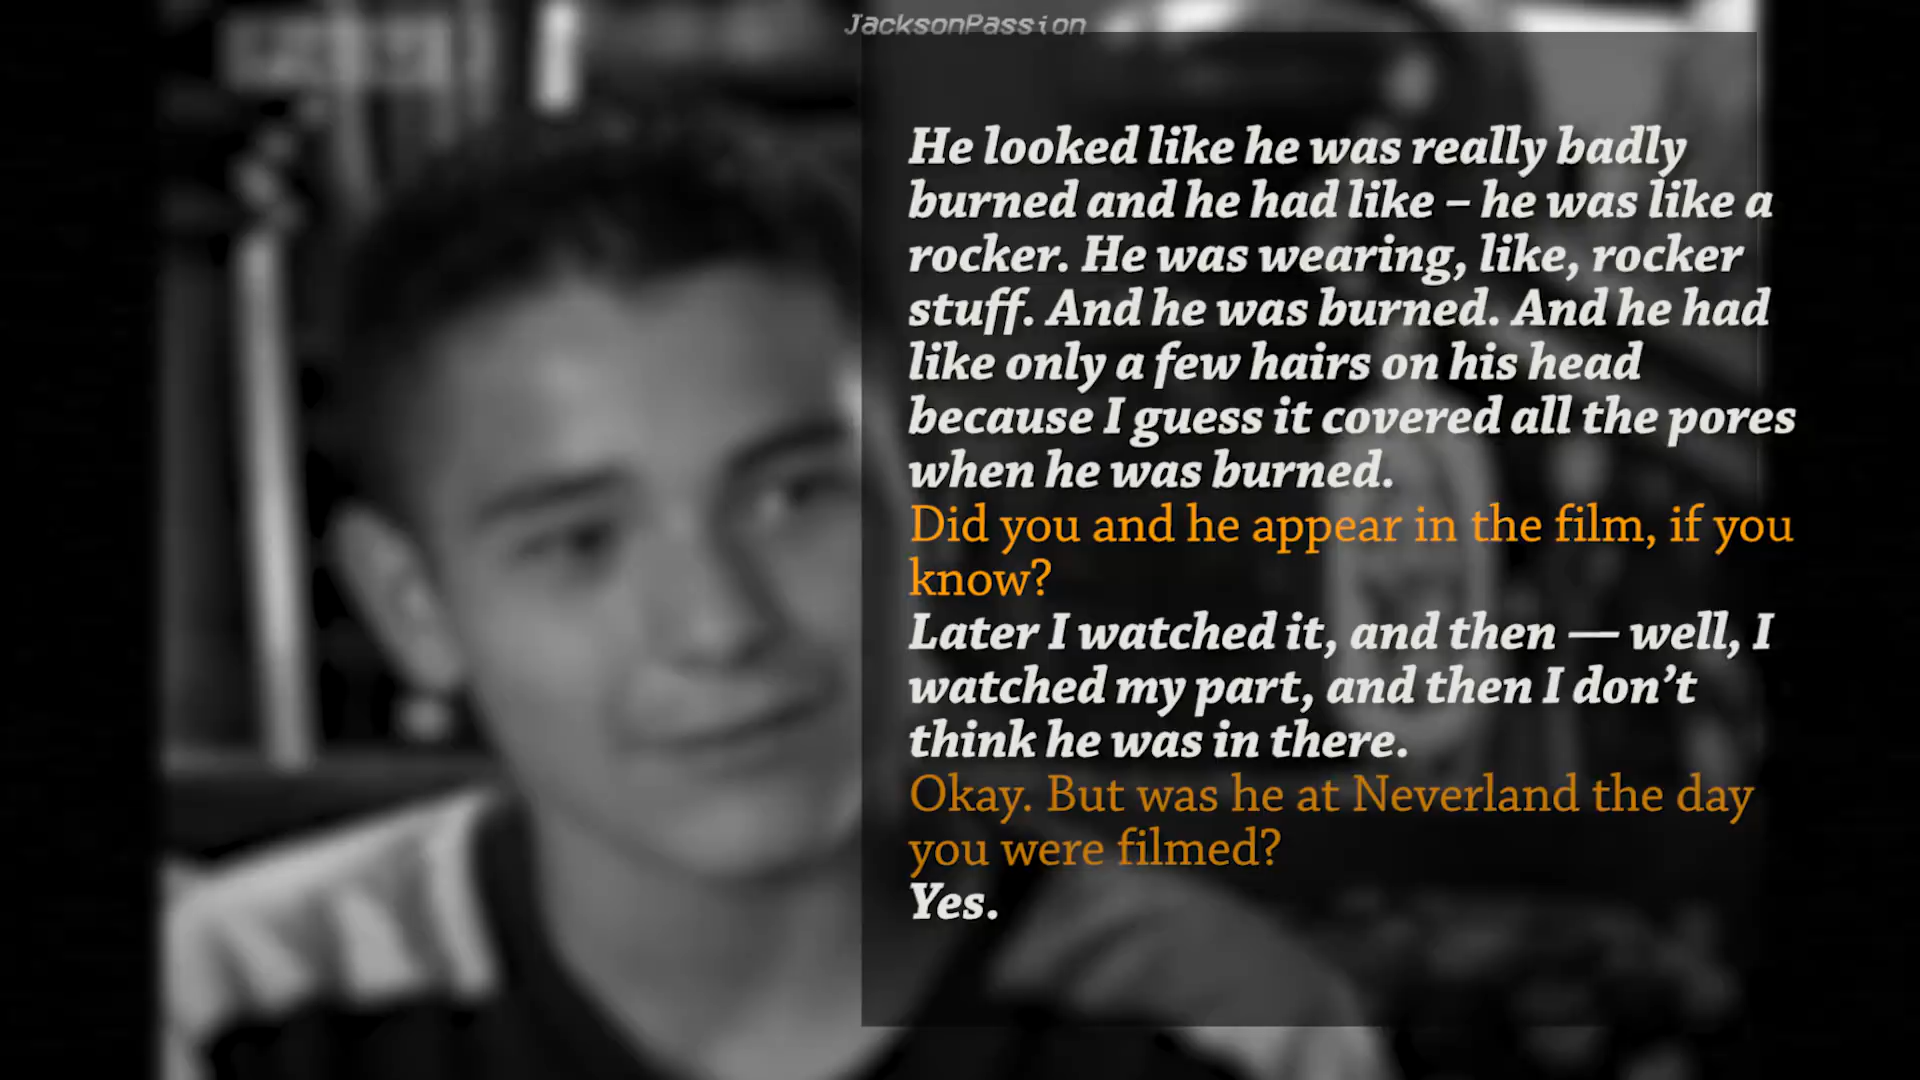 JacksonPassion
He looked like he was really badly
burned and he had like – he was like a
rocker. He was wearing, like, rocker
stuff. And he was burned. And he had
like only a few hairs on his head
because I guess it covered all the pores
when he was burned.
Did you and he appear in the film, if you
know?
Later I watched it, and then — well, I
watched my part, and then I don’t
think he was in there.
Okay. But was he at Neverland the day
you were filmed?
Yes.